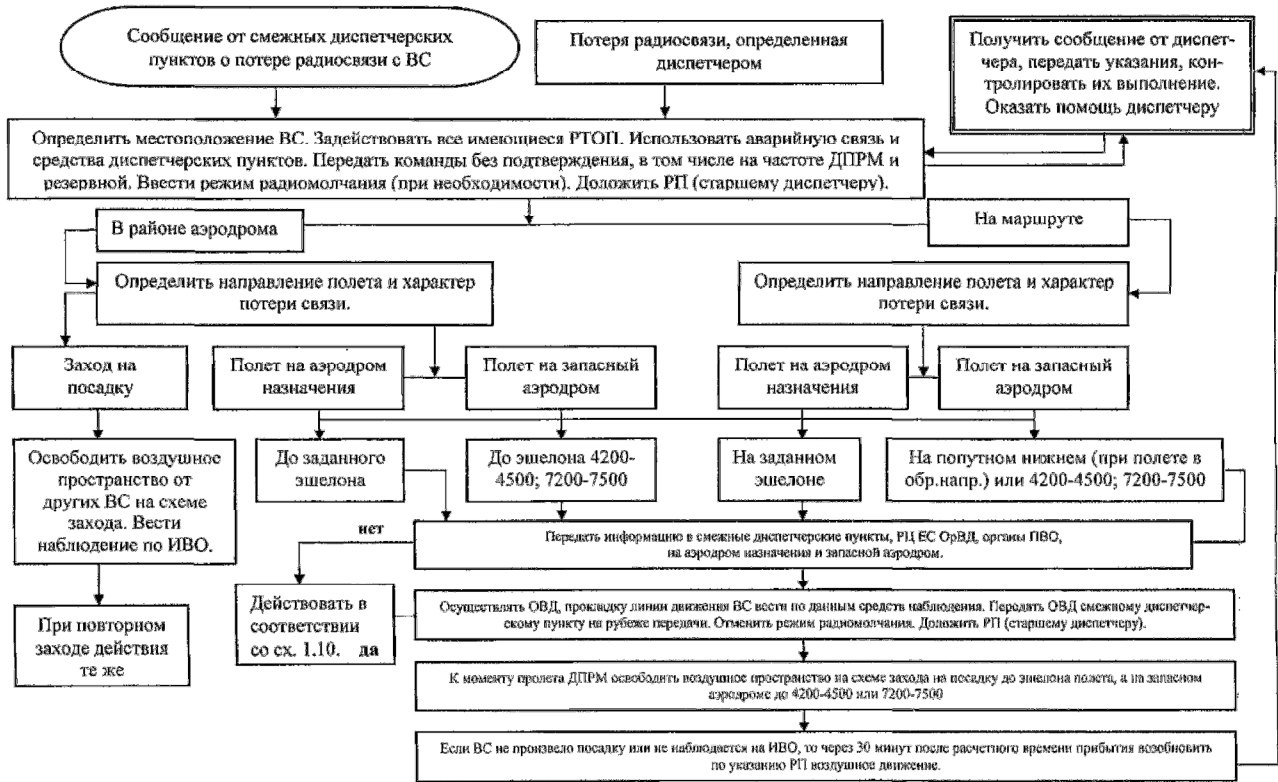 Сообщение от смежных диспетчерских
пунктов о потере радиосвязи с ВС
Потеря радиосвязи, определенная
диспетчером
Получить сообщение от диспет-
чера, передать указания, кон-
тролировать их выполнение.
Оказать помощь диспетчеру
Определить местоположение ВС. Задействовать все имеющиеся РТОП. Использовать аварийную связь и
средства диспетчерских пунктов. Передать команды без подтверждения, в том числе на частоте ДПРМ и
резервной. Ввести режим радиомолчания (при необходимости). Доложить РП (старшему диспетчеру).
В районе аэродрома
На маршруте
Определить направление полета и характер
потери связи.
Определить направление полета и характер
потери связи.
Заход на
посадку
Полет на аэродром
назначения
Полет на запасный
аэродром
Полет на аэродром
назначения
Полет на запасный
аэродром
Освободить воздушное
пространство от
других ВС на схеме
захода. Вести
наблюдение по ИВО.
До заданного
эшелона
До эшелона 4200-
4500; 7200-7500
На заданном
эшелоне
На попутном нижнем (при полете в
обр.напр.) или 4200-4500; 7200-7500
нет
Передать информацию в смежные диспетчерские пункты, РЦ ЕС ОрВД, органы ПВО,
на аэродром назначения и запасной аэродром.
При повторном
заходе действия
те же
Действовать в
соответствии
со сх. 1.10. да
Осуществлять ОВД, прокладку линии движения ВС вести по данным средств наблюдения. Передать ОВД смежному диспетчер-
скому пункту на рубеже передачи. Отменить режим радиомолчания. Доложить РП (старшему диспетчеру).
К моменту пролета ДПРМ освободить воздушное пространство на схеме захода на посадку до эшелона полета, а на запасном
аэродроме до 4200-4500 или 7200-7500
Если ВС не произвело посадку или не наблюдается на ИВО, то через 30 минут после расчетного времени прибытия возобновить
по указанию РП воздушное движение.